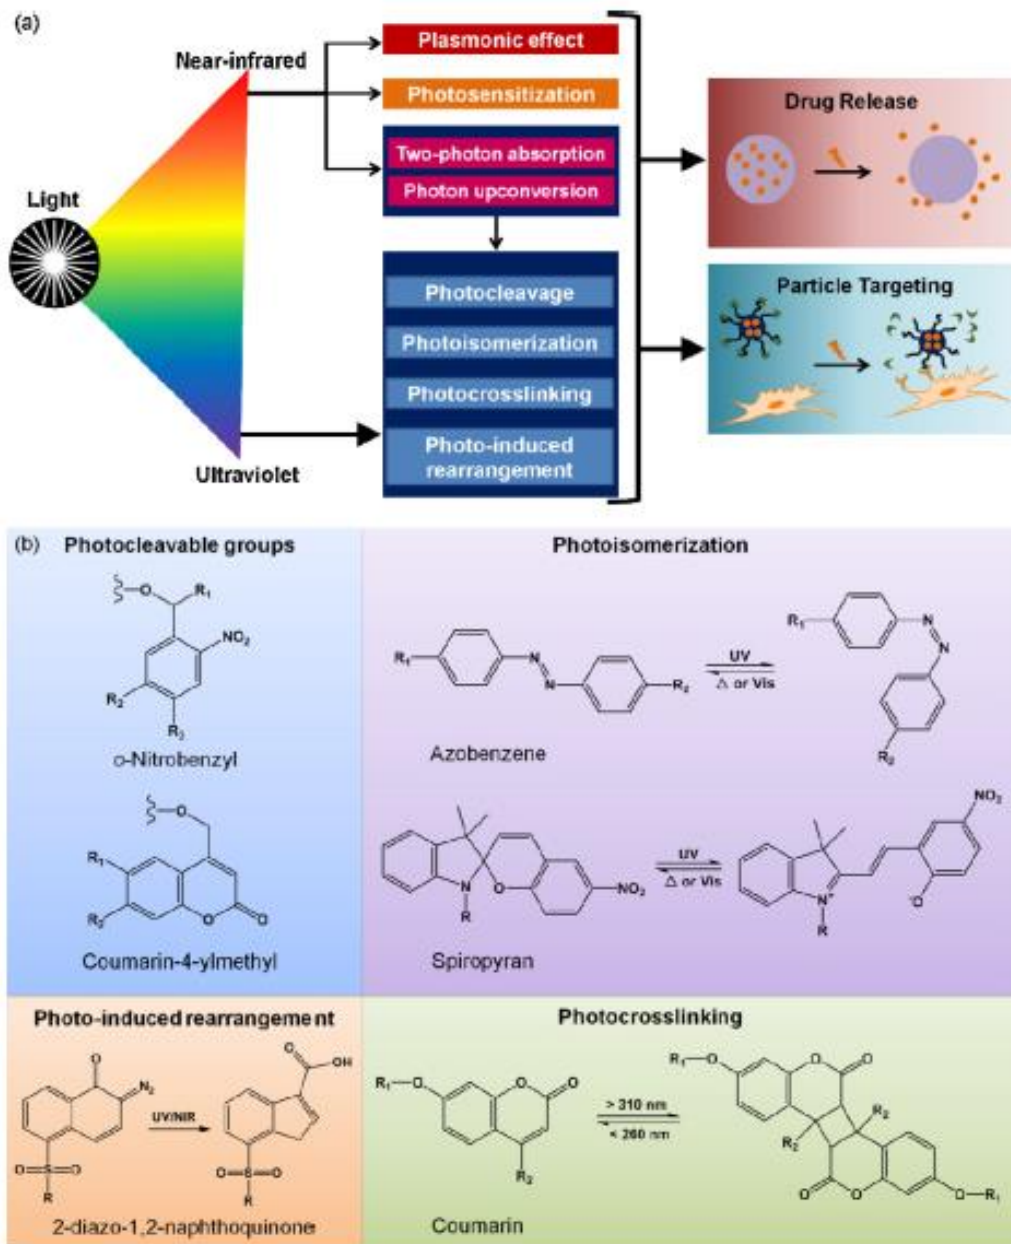 (a)
Near-infrared
Light
Ultraviolet
Plasmonic effect
Photosensitization
Two-photon absorption
Photon upconversion
Photocleavage
Photoisomerization
Photocrosslinking
Photo-induced
rearrangement
Drug Release
Particle Targeting
(b)
Photocleavable groups
O
R₁
NO₂
R₂
R₃
o-Nitrobenzyl
O
R₁
R₂
O
O
Coumarin-4-ylmethyl
Photoisomerization
R₁
N
N
R₂
UV
△ or Vis
R₁
N
N
R₂
Azobenzene
N
R
O
NO₂
UV
△ or Vis
N⁺
R
⁻O
NO₂
Spiropyran
Photo-induced rearrangement
O
N₂
O=S=O
R
UV/NIR
O
OH
O=S=O
R
2-diazo-1,2-naphthoquinone
Photocrosslinking
R₁-O
O
O
R₂
> 310 nm
< 260 nm
R₁-O
O
O
R₂
R₂
O
O
O-R₁
Coumarin